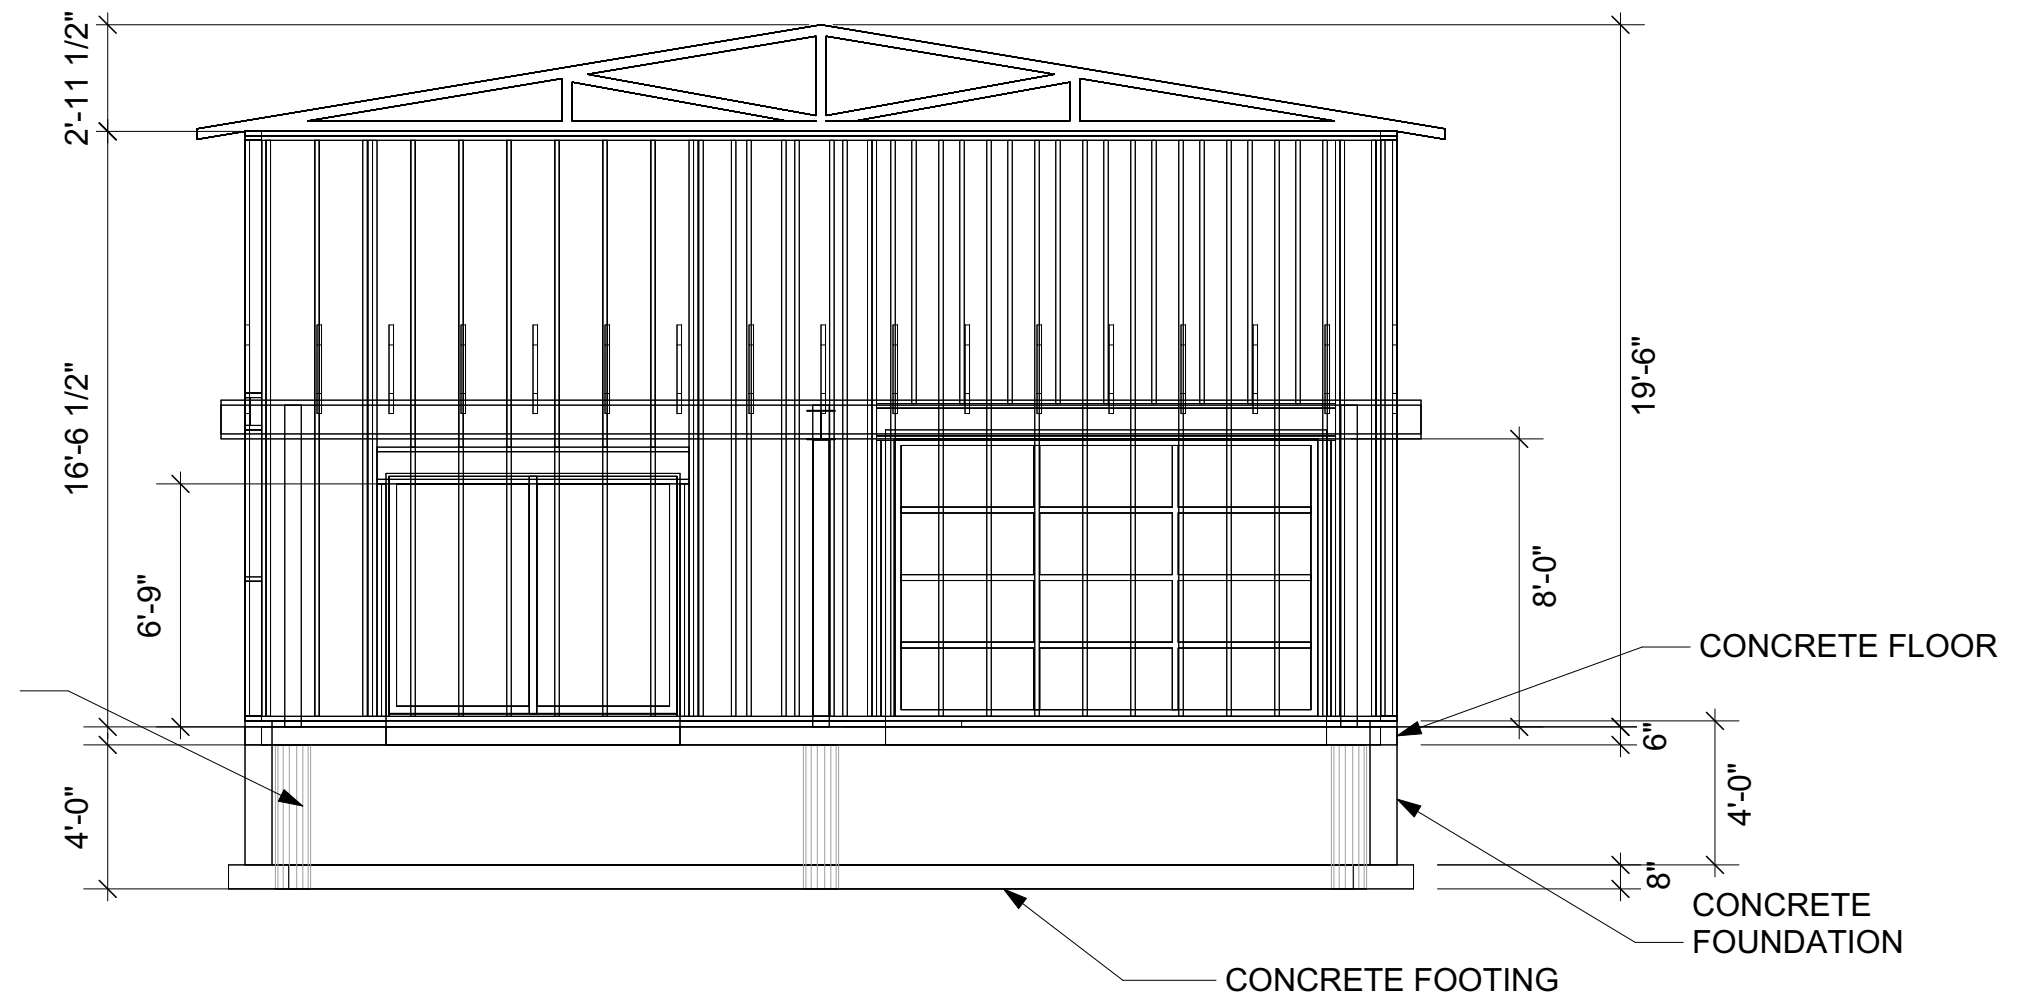 2'-11 1/2"
16'-6 1/2"
19'-6"
6'-9"
8'-0"
CONCRETE FLOOR
6"
4'-0"
4'-0"
8"
CONCRETE
FOUNDATION
CONCRETE FOOTING